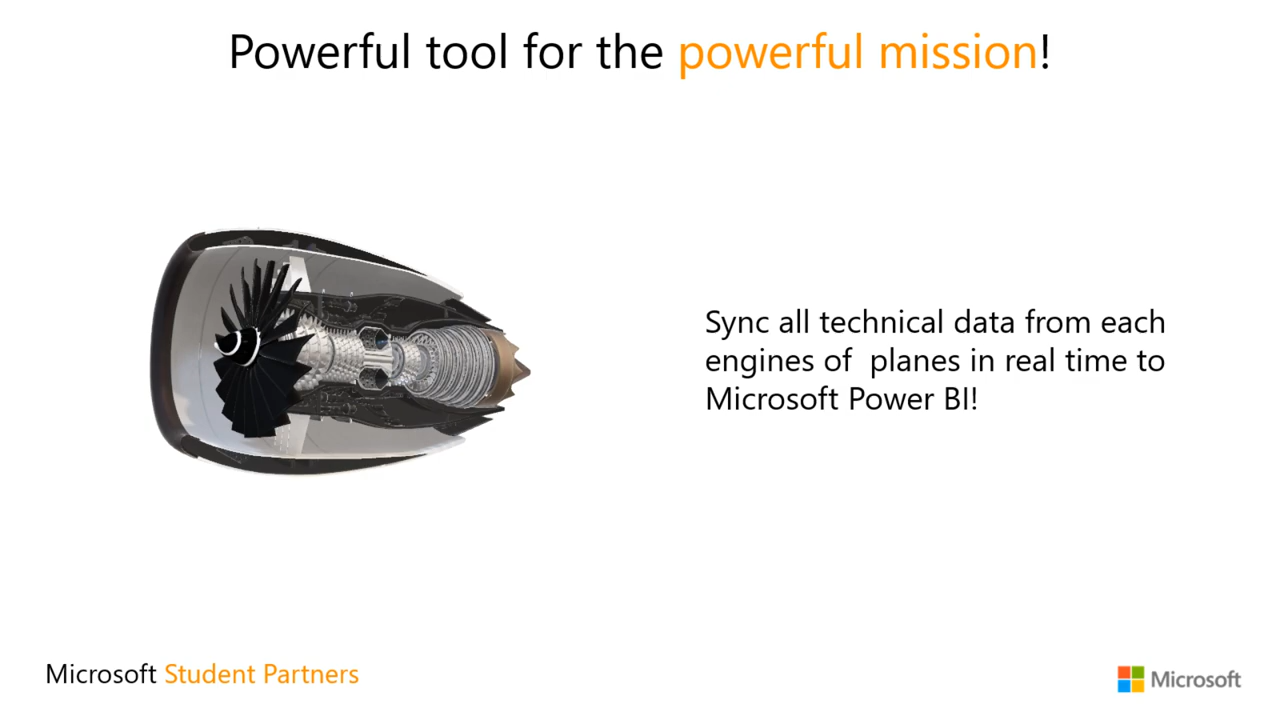 Powerful tool for the powerful mission!
Sync all technical data from each
engines of  planes in real time to
Microsoft Power BI!
Microsoft Student Partners
Microsoft